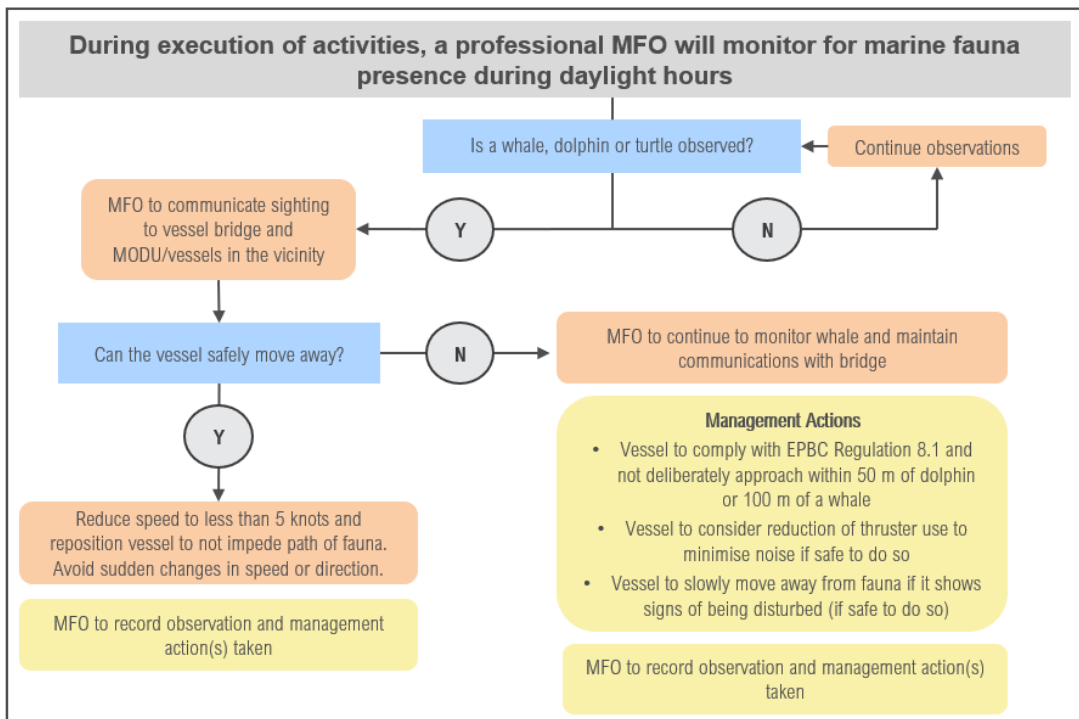 During execution of activities, a professional MFO will monitor for marine fauna
presence during daylight hours
Is a whale, dolphin or turtle observed?
Continue observations
MFO to communicate sighting
to vessel bridge and
MODU/vessels in the vicinity
Y
N
Can the vessel safely move away?
N
MFO to continue to monitor whale and maintain
communications with bridge
Y
Management Actions
• Vessel to comply with EPBC Regulation 8.1 and
not deliberately approach within 50 m of dolphin
or 100 m of a whale
• Vessel to consider reduction of thruster use to
minimise noise if safe to do so
• Vessel to slowly move away from fauna if it shows
signs of being disturbed (if safe to do so)
Reduce speed to less than 5 knots and
reposition vessel to not impede path of fauna.
Avoid sudden changes in speed or direction.
MFO to record observation and management
action(s) taken
MFO to record observation and management action(s)
taken